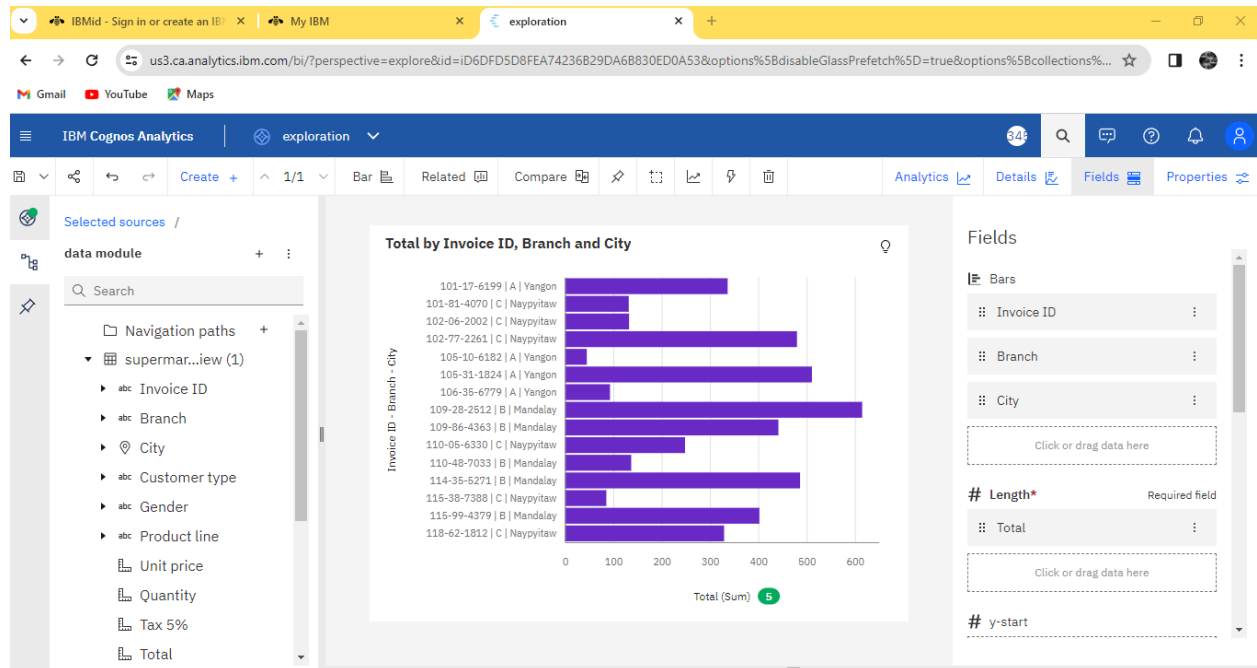 IBMid - Sign in or create an IB
My IBM
exploration
us3.ca.analytics.ibm.com/bi/?perspective=explore&id=iD6DFD5D8FEA74236B29DA6B830ED0A53&options%5BdisableGlassPrefetch%5D=true&options%5Bcollections%...
Gmail YouTube Maps
IBM Cognos Analytics exploration
Create + 1/1 Bar Related Compare Analytics Details Fields Properties
Selected sources /
data module
Search
Navigation paths
supermar...iew (1)
abc Invoice ID
abc Branch
City
abc Customer type
abc Gender
abc Product line
Unit price
Quantity
Tax 5%
Total
Total by Invoice ID, Branch and City
Invoice ID - Branch - City
101-17-6199 | A | Yangon
101-81-4070 | C | Naypyitaw
102-06-2002 | C | Naypyitaw
102-77-2261 | C | Naypyitaw
105-10-6182 | A | Yangon
105-31-1824 | A | Yangon
106-35-6779 | A | Yangon
109-28-2512 | B | Mandalay
109-86-4363 | B | Mandalay
110-05-6330 | C | Naypyitaw
110-48-7033 | B | Mandalay
114-35-5271 | B | Mandalay
115-38-7388 | C | Naypyitaw
115-99-4379 | B | Mandalay
118-62-1812 | C | Naypyitaw
0 100 200 300 400 500 600
Total (Sum) 5
Fields
Bars
Invoice ID
Branch
City
Click or drag data here
# Length* Required field
Total
Click or drag data here
# y-start